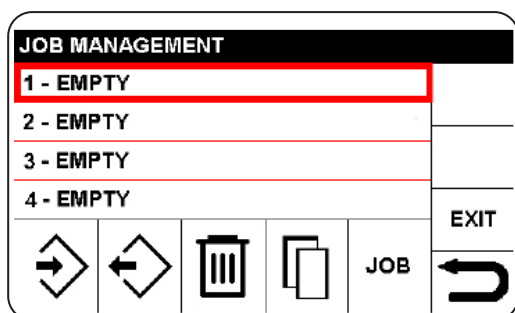 JOB MANAGEMENT
1 - EMPTY
2 - EMPTY
3 - EMPTY
4 - EMPTY
EXIT
JOB